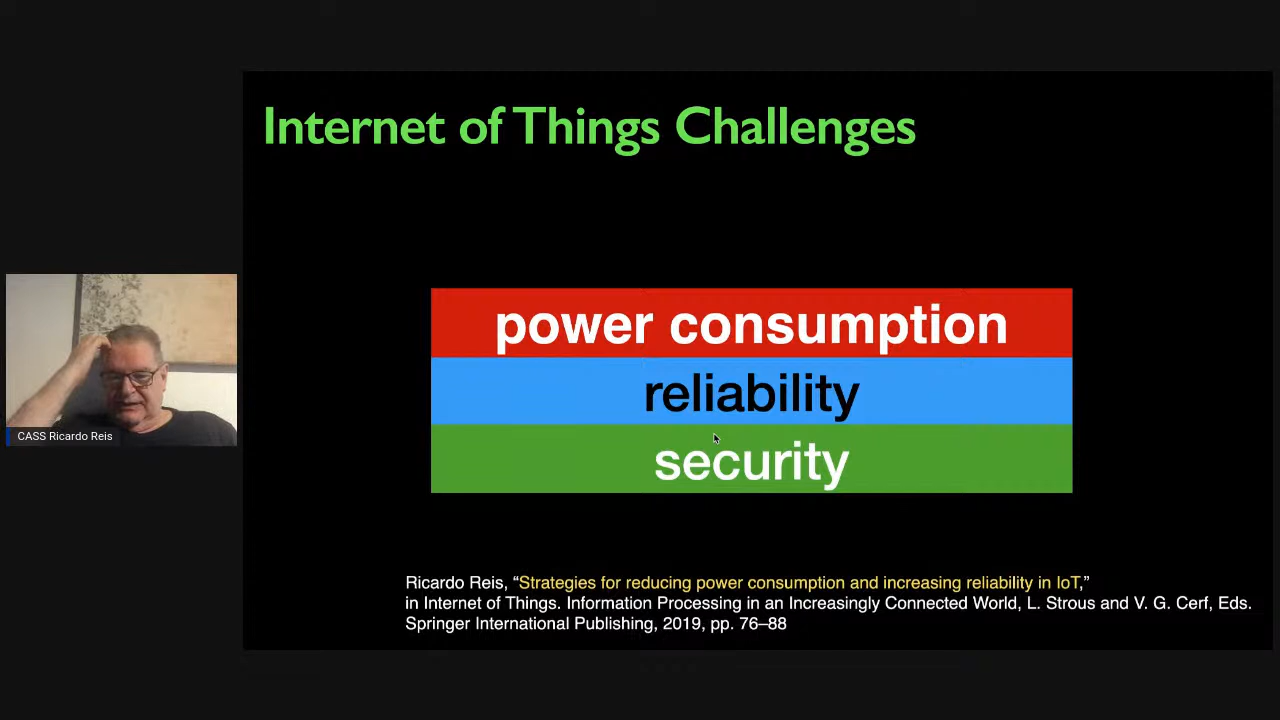 Internet of Things Challenges
power consumption
reliability
security
CASS Ricardo Reis
Ricardo Reis, “Strategies for reducing power consumption and increasing reliability in IoT,”
in Internet of Things. Information Processing in an Increasingly Connected World, L. Strous and V. G. Cerf, Eds.
Springer International Publishing, 2019, pp. 76–88